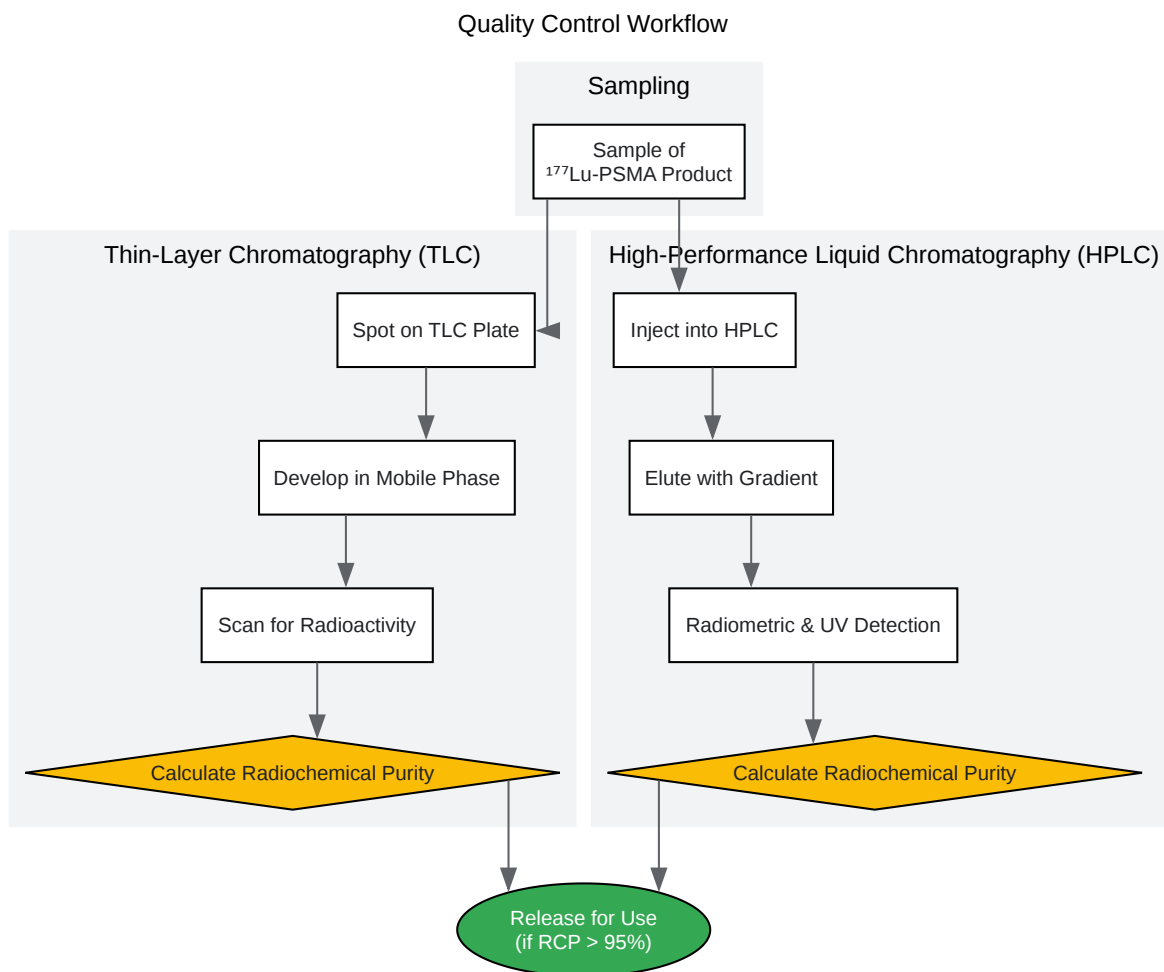 Quality Control Workflow
Sampling
Sample of
¹⁷⁷Lu-PSMA Product
Thin-Layer Chromatography (TLC)
Spot on TLC Plate
Develop in Mobile Phase
Scan for Radioactivity
Calculate Radiochemical Purity
High-Performance Liquid Chromatography (HPLC)
Inject into HPLC
Elute with Gradient
Radiometric & UV Detection
Calculate Radiochemical Purity
Release for Use
(if RCP > 95%)